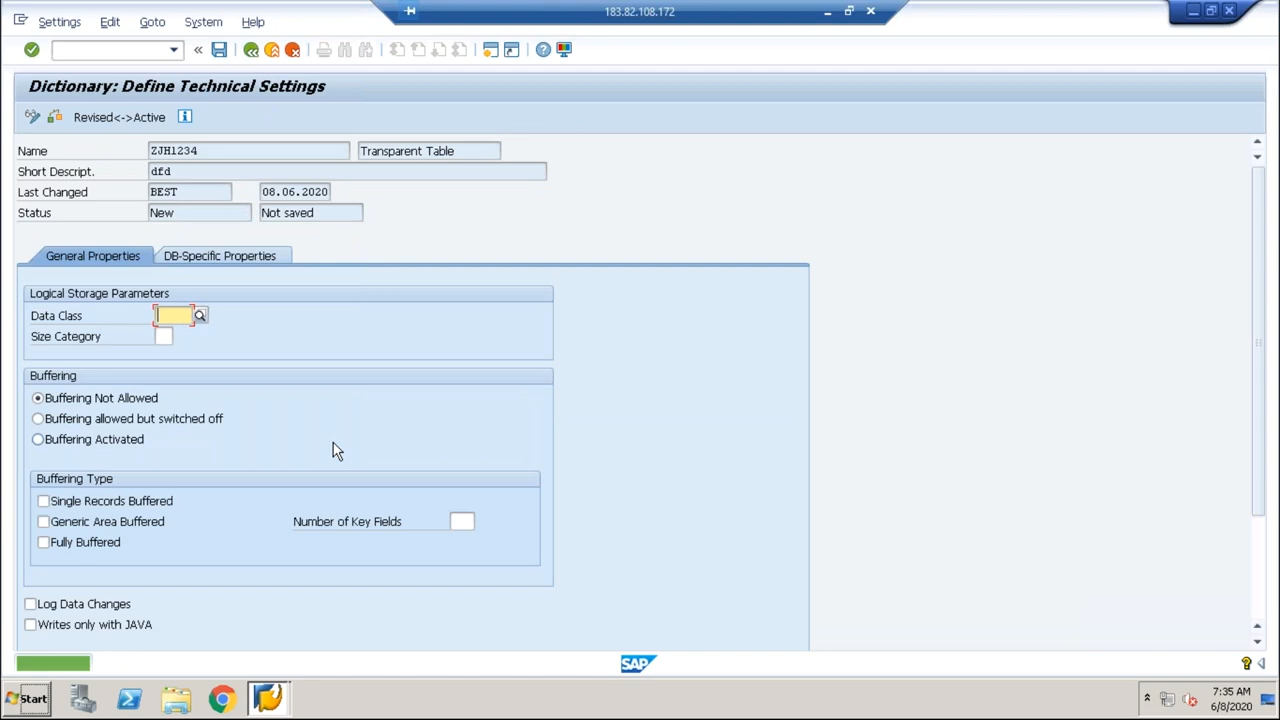 183.82.108.172
Settings Edit Goto System Help
Dictionary: Define Technical Settings
Revised<->Active
Name ZJH1234 Transparent Table
Short Descript. dfd
Last Changed BEST 08.06.2020
Status New Not saved
General Properties DB-Specific Properties
Logical Storage Parameters
Data Class
Size Category
Buffering
Buffering Not Allowed
Buffering allowed but switched off
Buffering Activated
Buffering Type
Single Records Buffered
Generic Area Buffered Number of Key Fields
Fully Buffered
Log Data Changes
Writes only with JAVA
SAP
Start 7:35 AM
6/8/2020